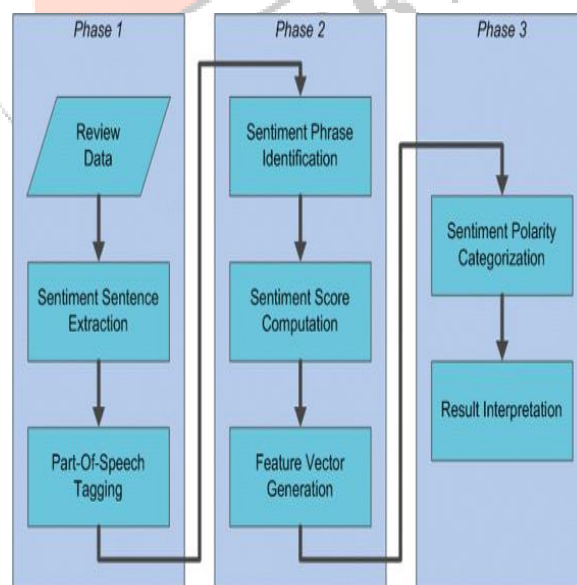 Phase 1
Review
Data
Sentiment Sentence
Extraction
Part-Of-Speech
Tagging
Phase 2
Sentiment Phrase
Identification
Sentiment Score
Computation
Feature Vector
Generation
Phase 3
Sentiment Polarity
Categorization
Result Interpretation